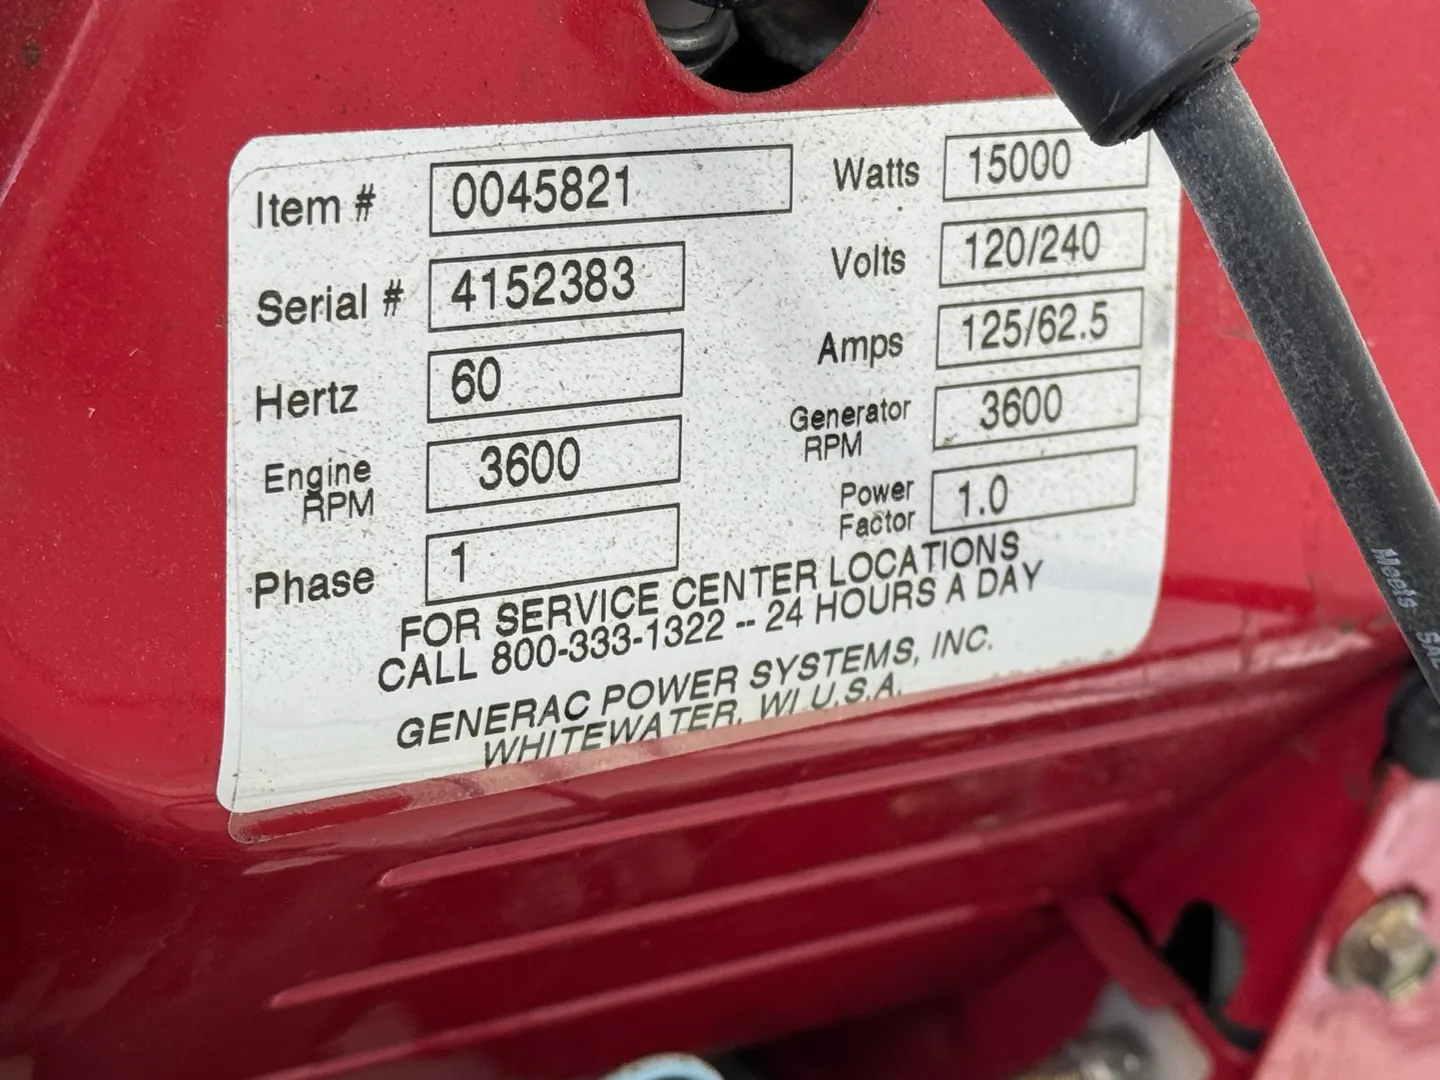 Item # 0045821
Serial # 4152383
Hertz 60
Engine RPM 3600
Phase 1
Watts 15000
Volts 120/240
Amps 125/62.5
Generator RPM 3600
Power Factor 1.0
FOR SERVICE CENTER LOCATIONS
CALL 800-333-1322 -- 24 HOURS A DAY
GENERAC POWER SYSTEMS, INC.
WHITEWATER, WI U.S.A.
Meets